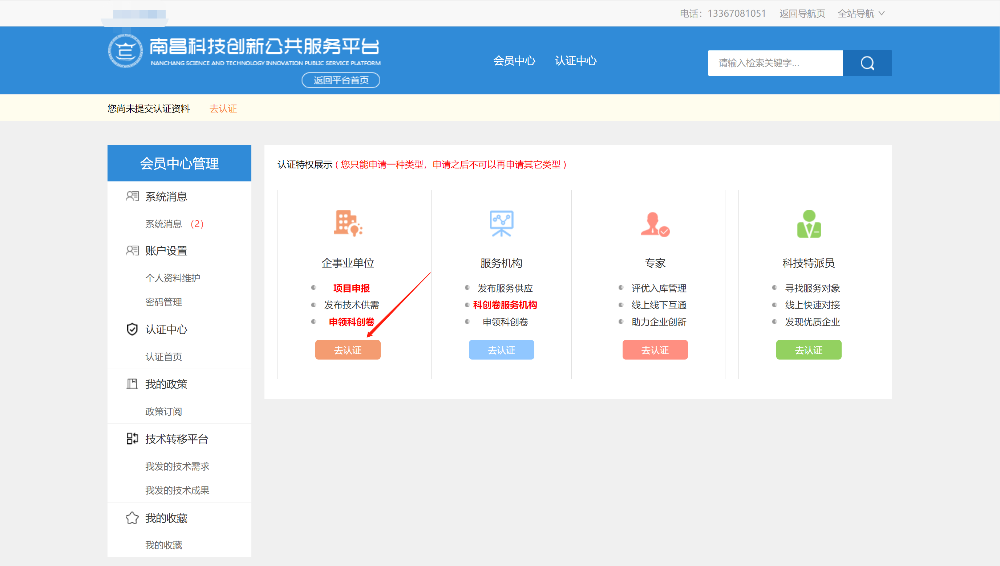 电话：13367081051 返回导航页 全站导航
南昌科技创新公共服务平台
NANCHANG SCIENCE AND TECHNOLOGY INNOVATION PUBLIC SERVICE PLATFORM
返回平台首页
会员中心 认证中心
请输入检索关键字...
您尚未提交认证资料 去认证
会员中心管理
系统消息
系统消息 （2）
账户设置
个人资料维护
密码管理
认证中心
认证首页
我的政策
政策订阅
技术转移平台
我发的技术需求
我发的技术成果
我的收藏
我的收藏
认证特权展示 ( 您只能申请一种类型，申请之后不可以再申请其它类型 )
企事业单位
项目申报
发布技术供需
申领科创卷
去认证
服务机构
发布服务供应
科创卷服务机构
申领科创卷
去认证
专家
评优入库管理
线上线下互通
助力企业创新
去认证
科技特派员
寻找服务对象
线上快速对接
发现优质企业
去认证